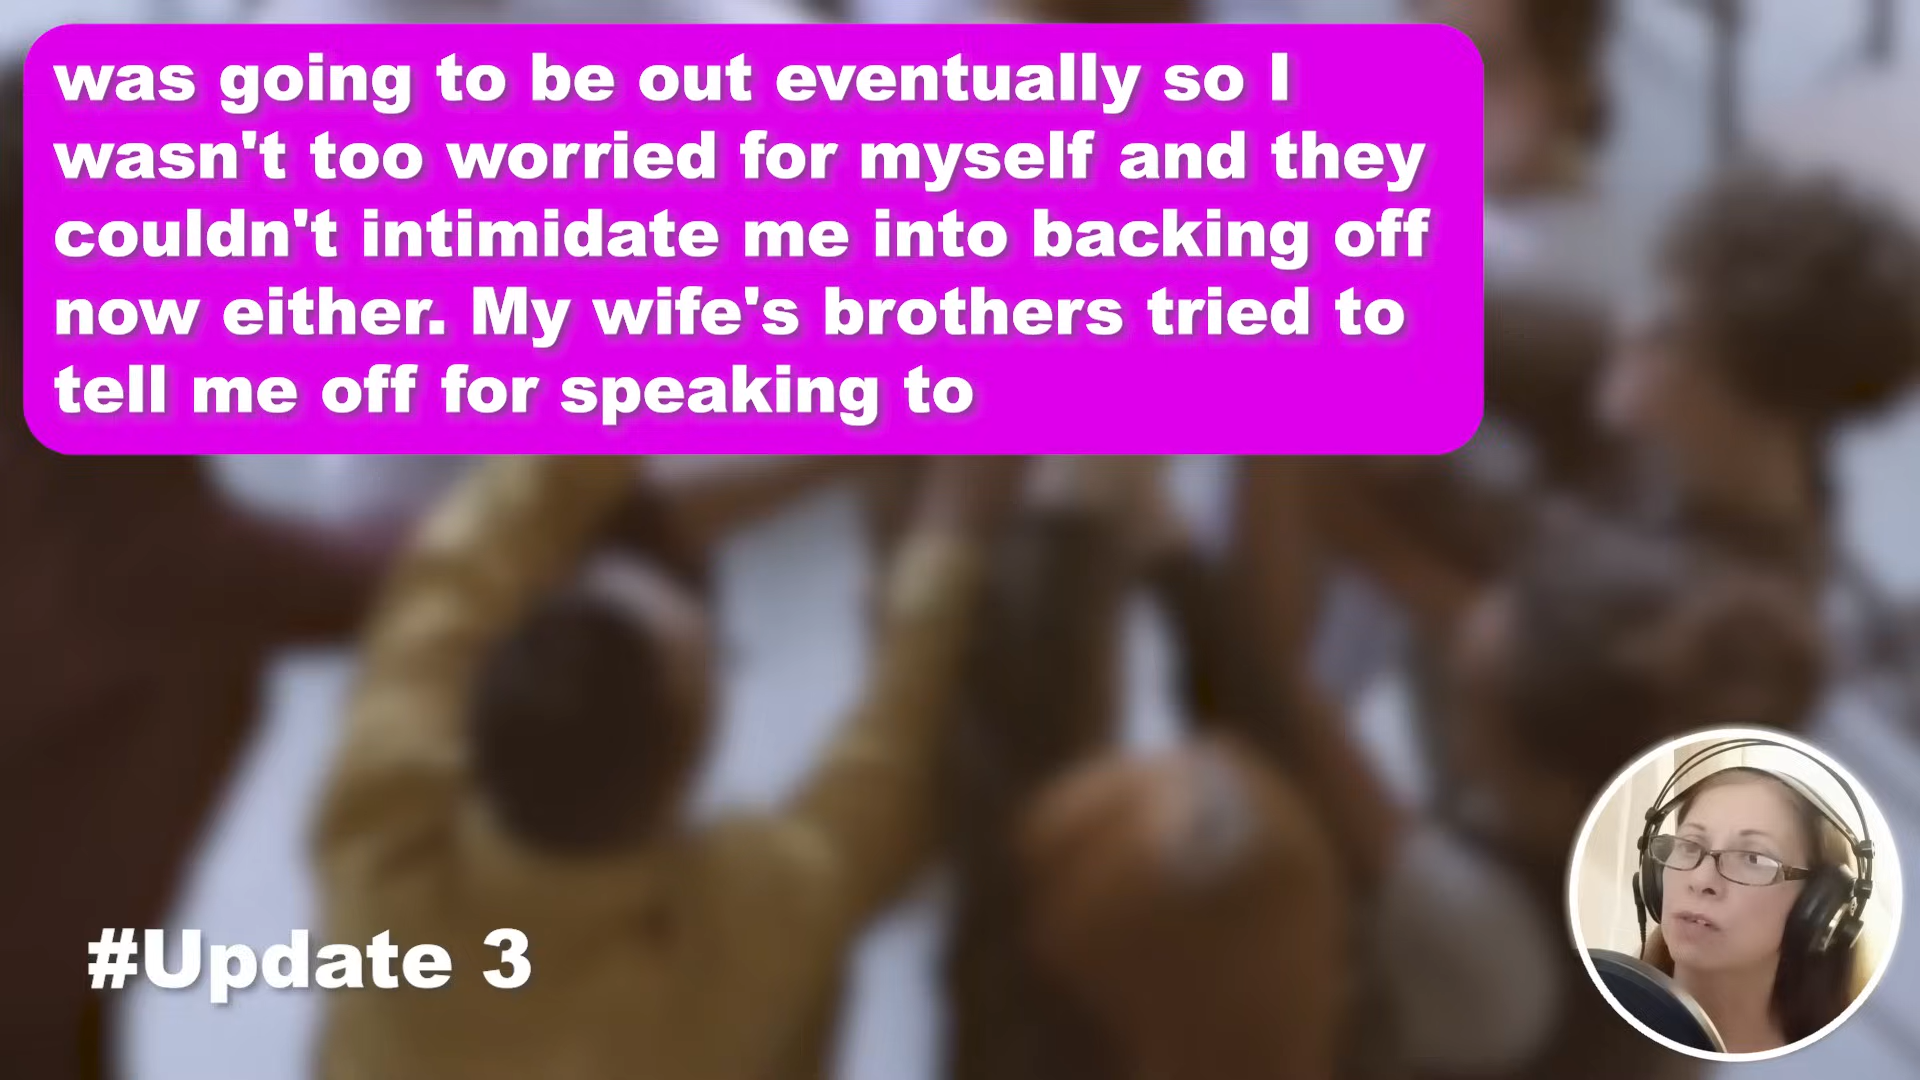 was going to be out eventually so I
wasn't too worried for myself and they
couldn't intimidate me into backing off
now either. My wife's brothers tried to
tell me off for speaking to
#Update 3